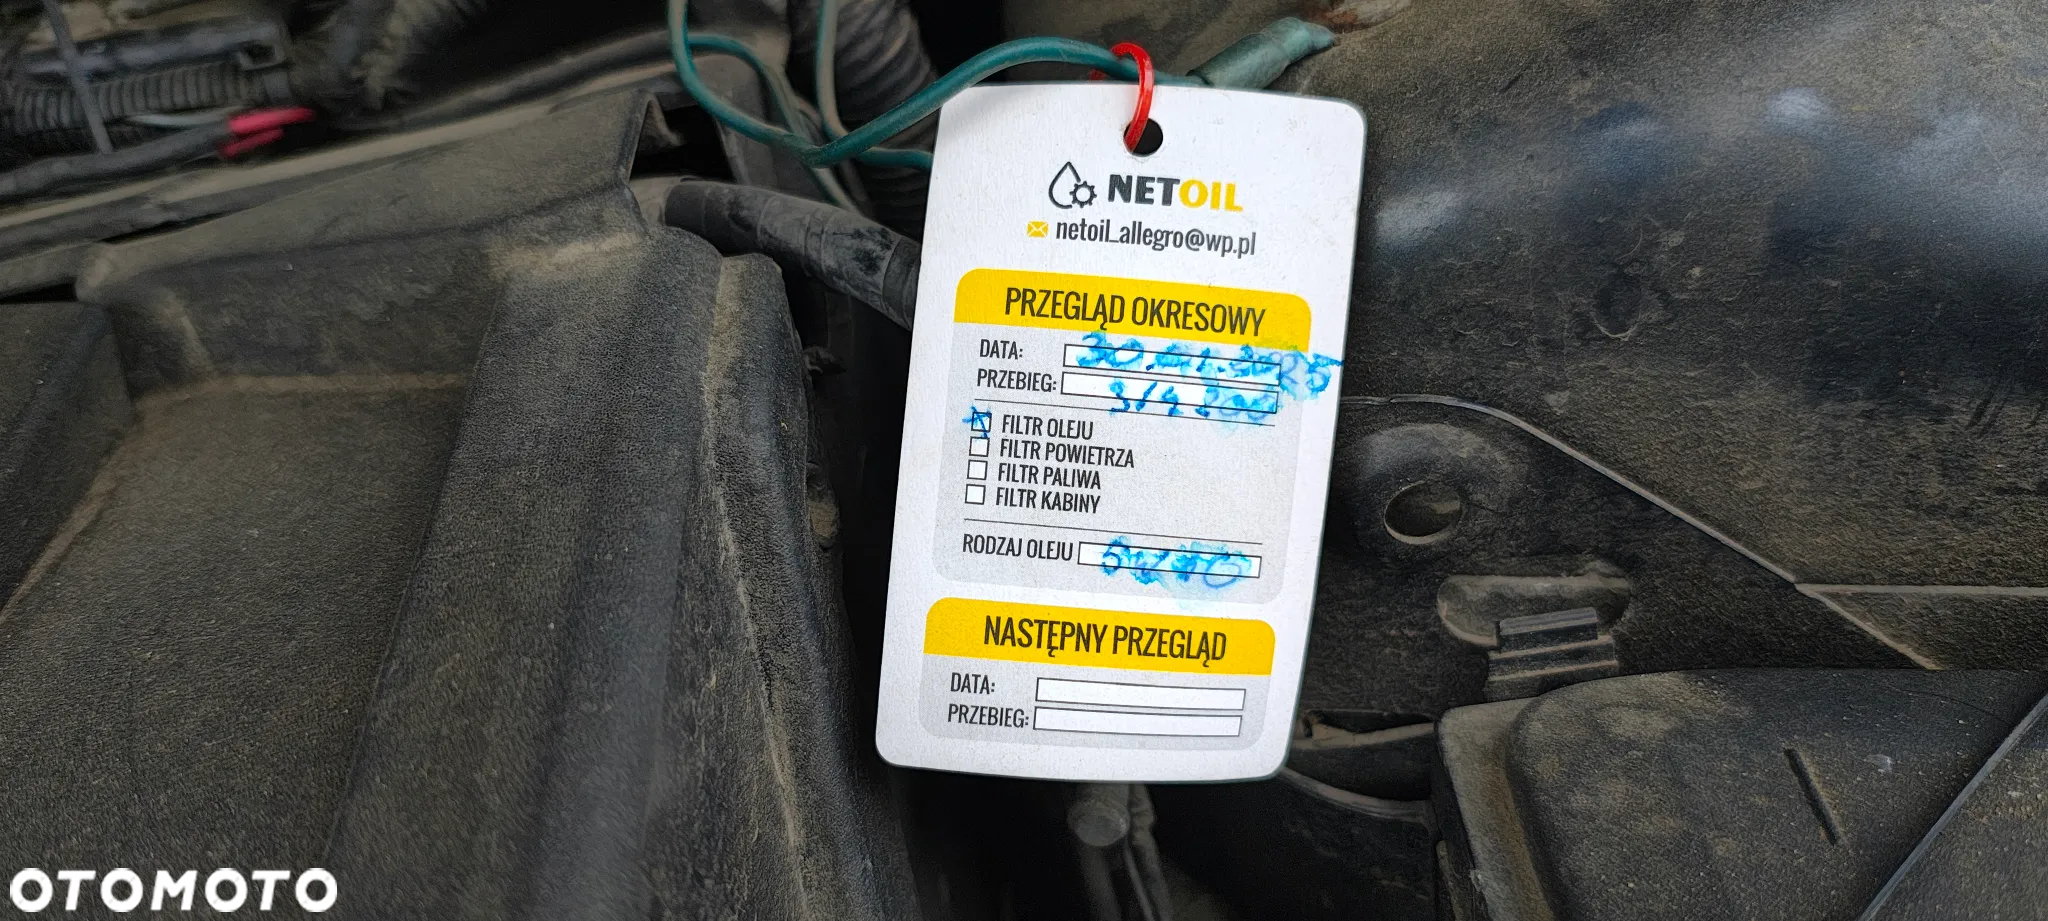 NETOIL
netoil_allegro@wp.pl
PRZEGLĄD OKRESOWY
DATA:
PRZEBIEG:
FILTR OLEJU
FILTR POWIETRZA
FILTR PALIWA
FILTR KABINY
RODZAJ OLEJU 5W40
NASTĘPNY PRZEGLĄD
DATA:
PRZEBIEG:
OTOMOTO